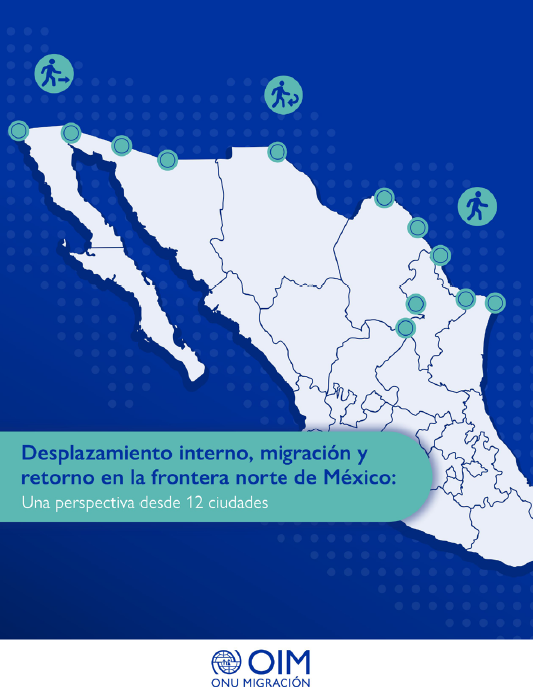 Desplazamiento interno, migración y
retorno en la frontera norte de México:
Una perspectiva desde 12 ciudades
OIM
ONU MIGRACIÓN